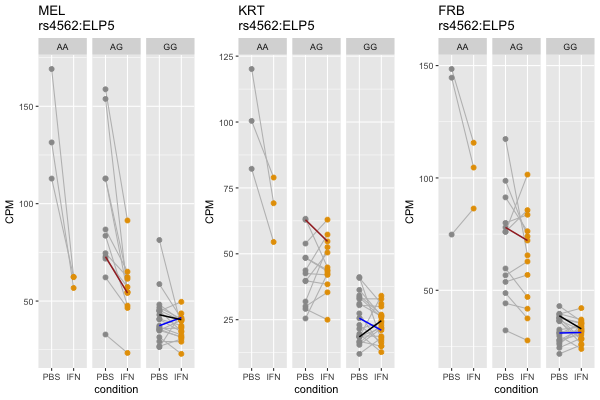 MEL
rs4562:ELP5
AA AG GG
CPM
150
100
50
PBS IFN PBS IFN PBS IFN
condition
KRT
rs4562:ELP5
AA AG GG
CPM
125
100
75
50
25
PBS IFN PBS IFN PBS IFN
condition
FRB
rs4562:ELP5
AA AG GG
CPM
150
100
50
PBS IFN PBS IFN PBS IFN
condition